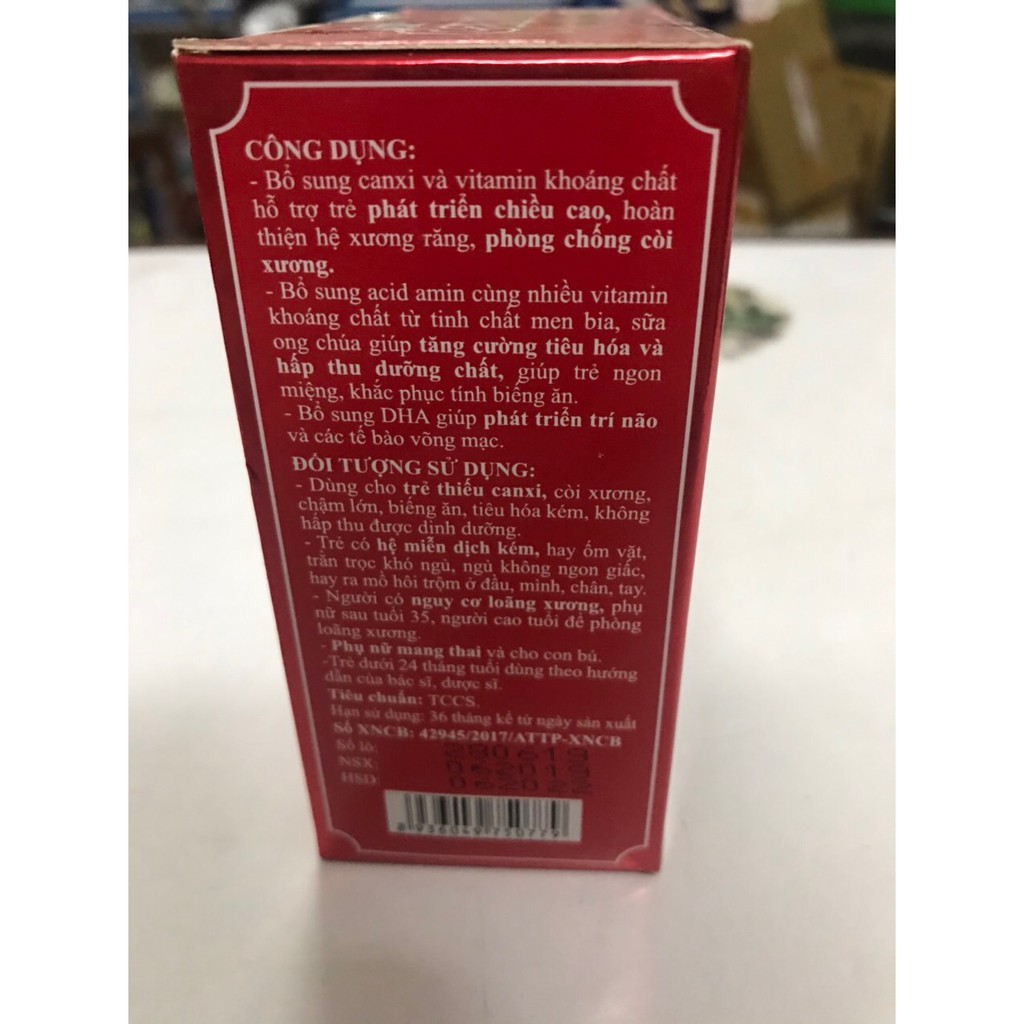 CÔNG DỤNG:
- Bổ sung canxi và vitamin khoáng chất
hỗ trợ trẻ phát triển chiều cao, hoàn
thiện hệ xương răng, phòng chống còi
xương.
- Bổ sung acid amin cùng nhiều vitamin
khoáng chất từ tinh chất men bia, sữa
ong chúa giúp tăng cường tiêu hóa và
hấp thu dưỡng chất, giúp trẻ ngon
miệng, khắc phục tình biếng ăn.
- Bổ sung DHA giúp phát triển trí não
và các tế bào võng mạc.
ĐỐI TƯỢNG SỬ DỤNG:
- Dùng cho trẻ thiếu canxi, còi xương,
chậm lớn, biếng ăn, tiêu hóa kém, không
hấp thu được dinh dưỡng.
- Trẻ có hệ miễn dịch kém, hay ốm vặt,
trằn trọc khó ngủ, ngủ không ngon giấc,
hay ra mồ hôi trộm ở đầu, mình, chân, tay.
- Người có nguy cơ loãng xương, phụ
nữ sau tuổi 35, người cao tuổi đề phòng
loãng xương.
- Phụ nữ mang thai và cho con bú.
-Trẻ dưới 24 tháng tuổi dùng theo hướng
dẫn của bác sĩ, dược sĩ.
Tiêu chuẩn: TCCS.
Hạn sử dụng: 36 tháng kể từ ngày sản xuất
Số XNCB: 42945/2017/ATTP-XNCB
Số lô:
NSX:
HSD:
8 936049 750779